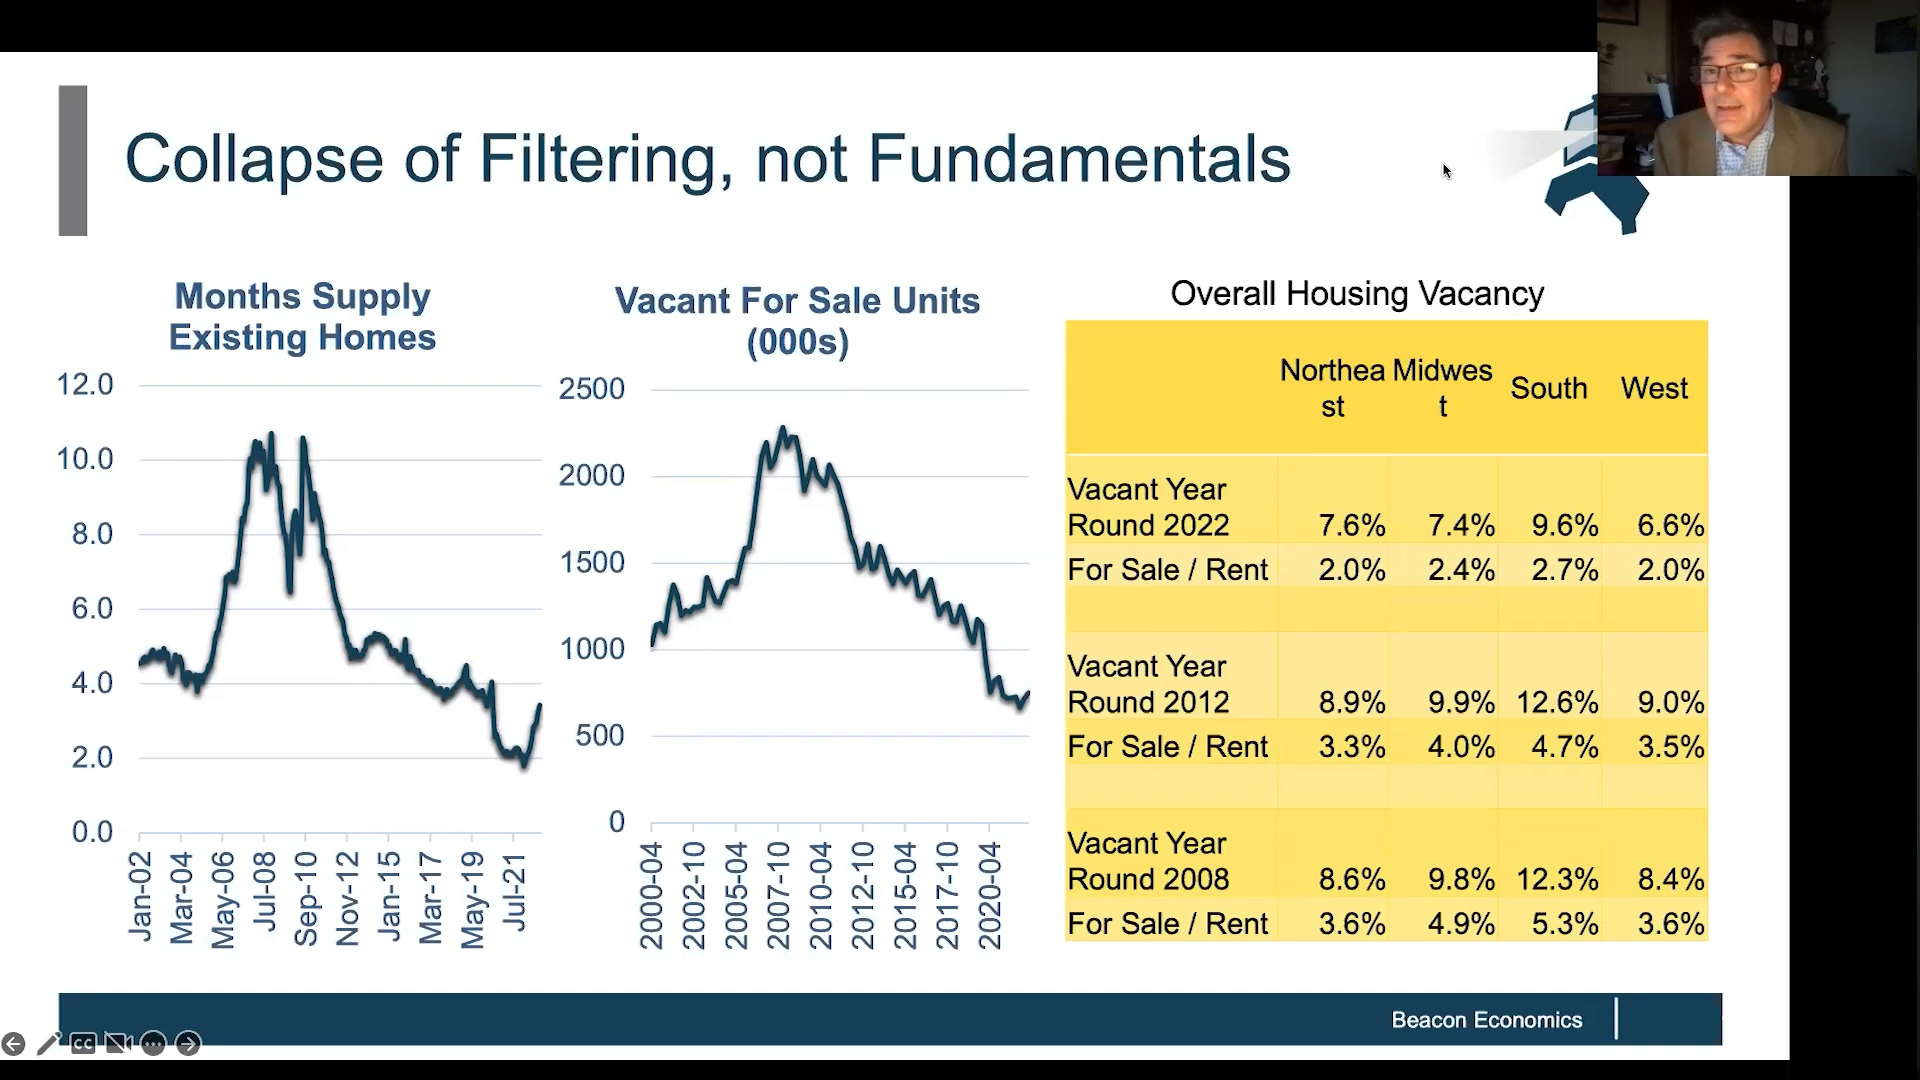 Collapse of Filtering, not Fundamentals
Months Supply
Existing Homes
12.0
10.0
8.0
6.0
4.0
2.0
0.0
Jan-02
Mar-04
May-06
Jul-08
Sep-10
Nov-12
Jan-15
Mar-17
May-19
Jul-21
Vacant For Sale Units
(000s)
2500
2000
1500
1000
500
0
2000-04
2002-10
2005-04
2007-10
2010-04
2012-10
2015-04
2017-10
2020-04
Overall Housing Vacancy
Northea Midwes South West
st t
Vacant Year
Round 2022 7.6% 7.4% 9.6% 6.6%
For Sale / Rent 2.0% 2.4% 2.7% 2.0%
Vacant Year
Round 2012 8.9% 9.9% 12.6% 9.0%
For Sale / Rent 3.3% 4.0% 4.7% 3.5%
Vacant Year
Round 2008 8.6% 9.8% 12.3% 8.4%
For Sale / Rent 3.6% 4.9% 5.3% 3.6%
Beacon Economics
CC